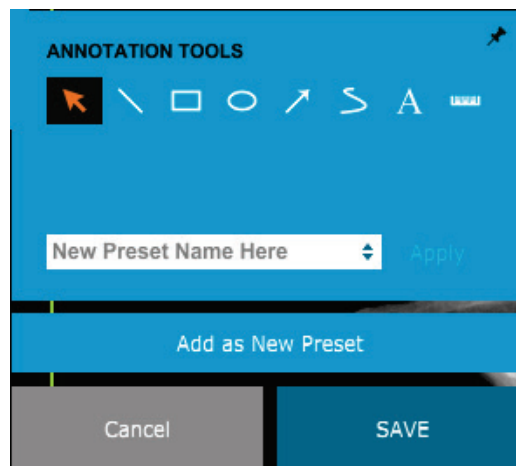 ANNOTATION TOOLS
A
New Preset Name Here
Apply
Add as New Preset
Cancel
SAVE